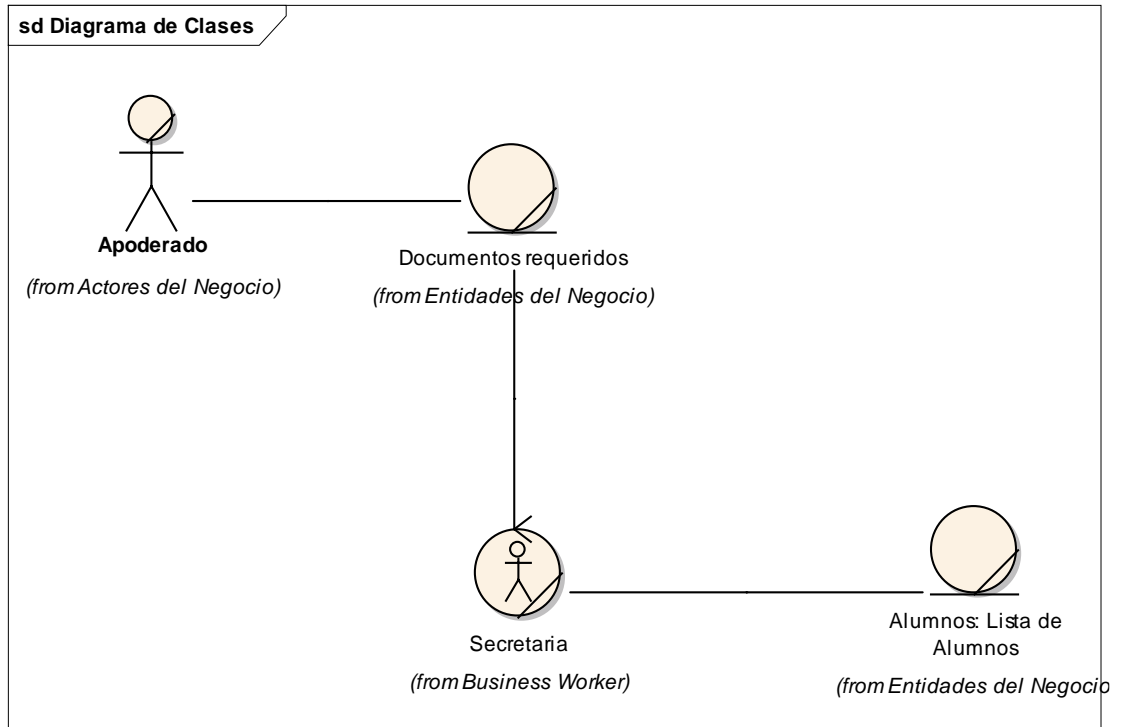 sd Diagrama de Clases
Apoderado
(from Actores del Negocio)
Documentos requeridos
(from Entidades del Negocio)
Secretaria
(from Business Worker)
Alumnos: Lista de
Alumnos
(from Entidades del Negocio